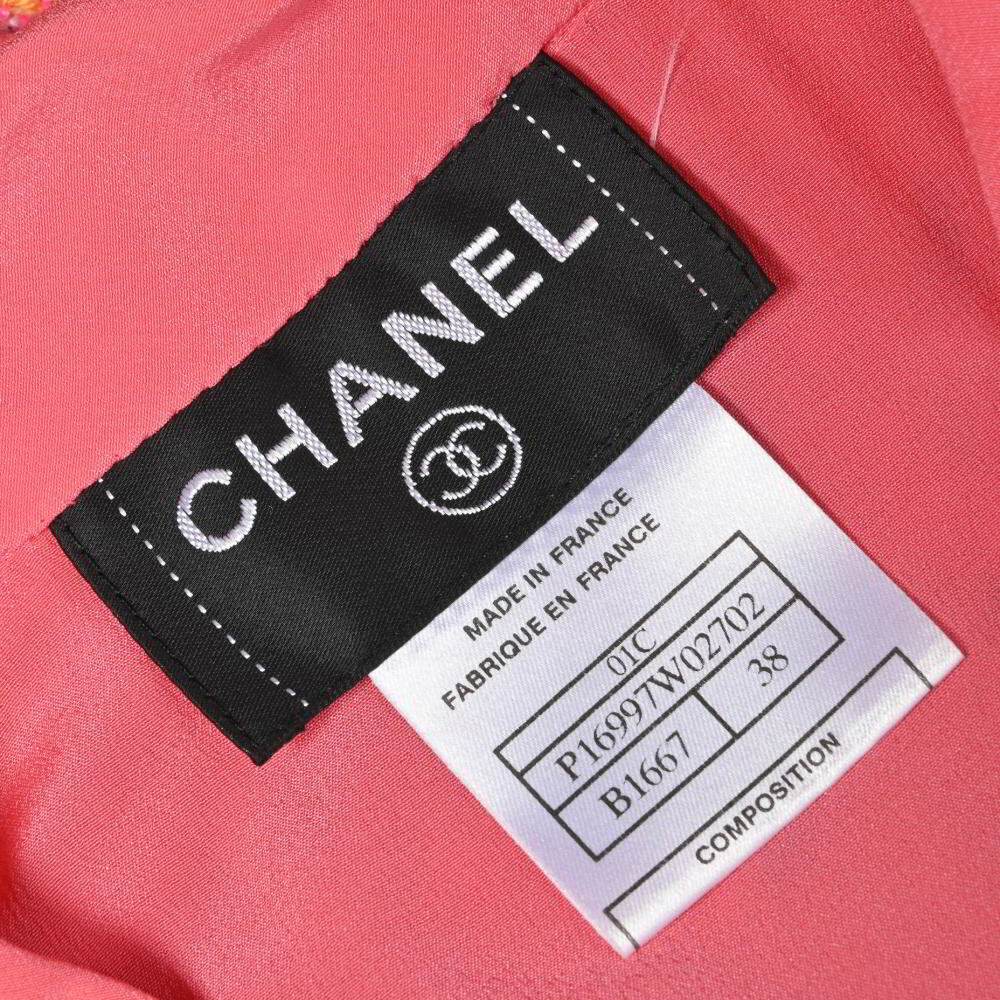 CHANEL
MADE IN FRANCE
FABRIQUE EN FRANCE
01C
P16997W02702
B1667 38
COMPOSITION